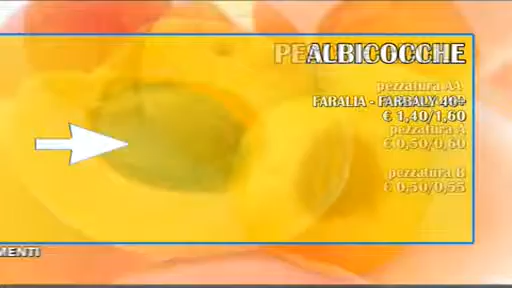 ALBICOCCHE
pezzatura AA
FARALIA - FARBALY 40+
€ 1,40/1,60
pezzatura A
€ 0,50/0,60
pezzatura B
€ 0,50/0,55
MENTI